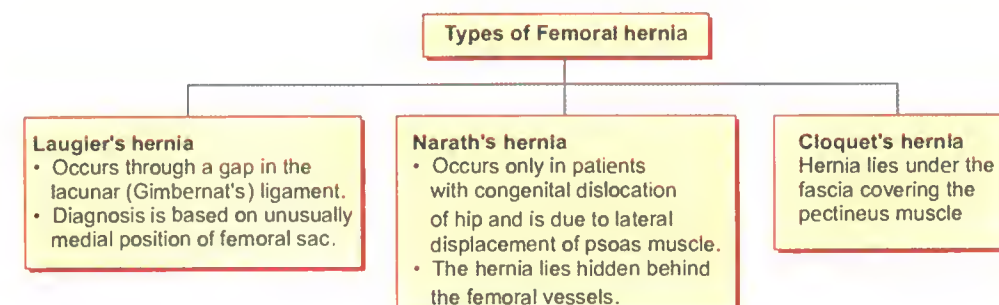 Types of Femoral hernia
Laugier's hernia
• Occurs through a gap in the
lacunar (Gimbernat's) ligament.
• Diagnosis is based on unusually
medial position of femoral sac.
Narath's hernia
• Occurs only in patients
with congenital dislocation
of hip and is due to lateral
displacement of psoas muscle.
• The hernia lies hidden behind
the femoral vessels.
Cloquet's hernia
Hernia lies under the
fascia covering the
pectineus muscle